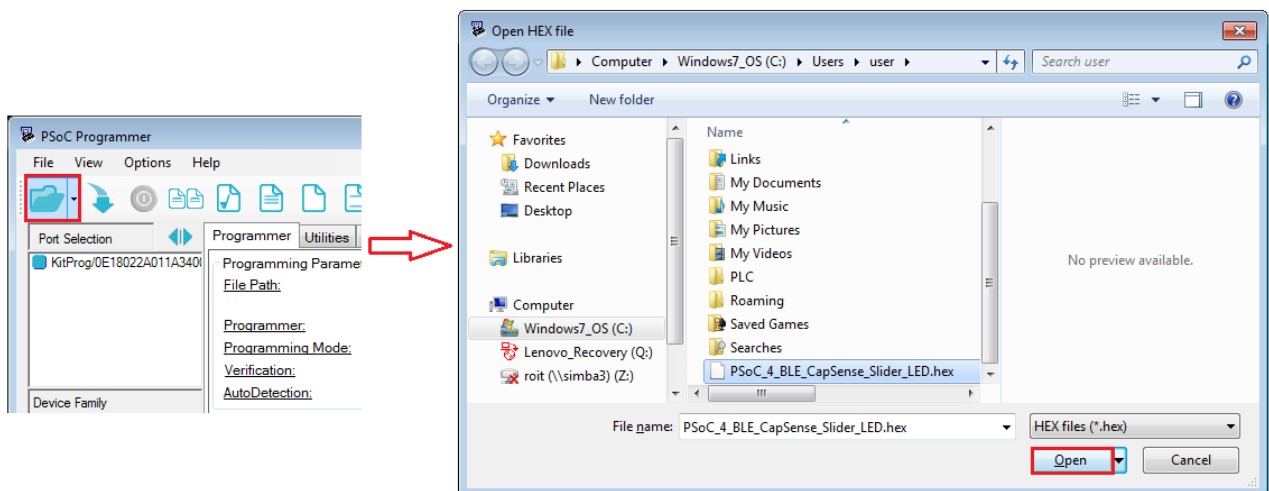 PSoC Programmer
File View Options Help
Port Selection
Programmer Utilities
KitProg/0E18022A011A3400
Programming Parame
File Path:
Programmer:
Programming Mode:
Verification:
AutoDetection:
Device Family
Open HEX file
Computer Windows7_OS (C:) Users user
Search user
Organize New folder
Favorites
Downloads
Recent Places
Desktop
Libraries
Computer
Windows7_OS (C:)
Lenovo_Recovery (Q:)
roit (\\simba3) (Z:)
Name
Links
My Documents
My Music
My Pictures
My Videos
PLC
Roaming
Saved Games
Searches
PSoC_4_BLE_CapSense_Slider_LED.hex
No preview available.
File name: PSoC_4_BLE_CapSense_Slider_LED.hex
HEX files (*.hex)
Open Cancel